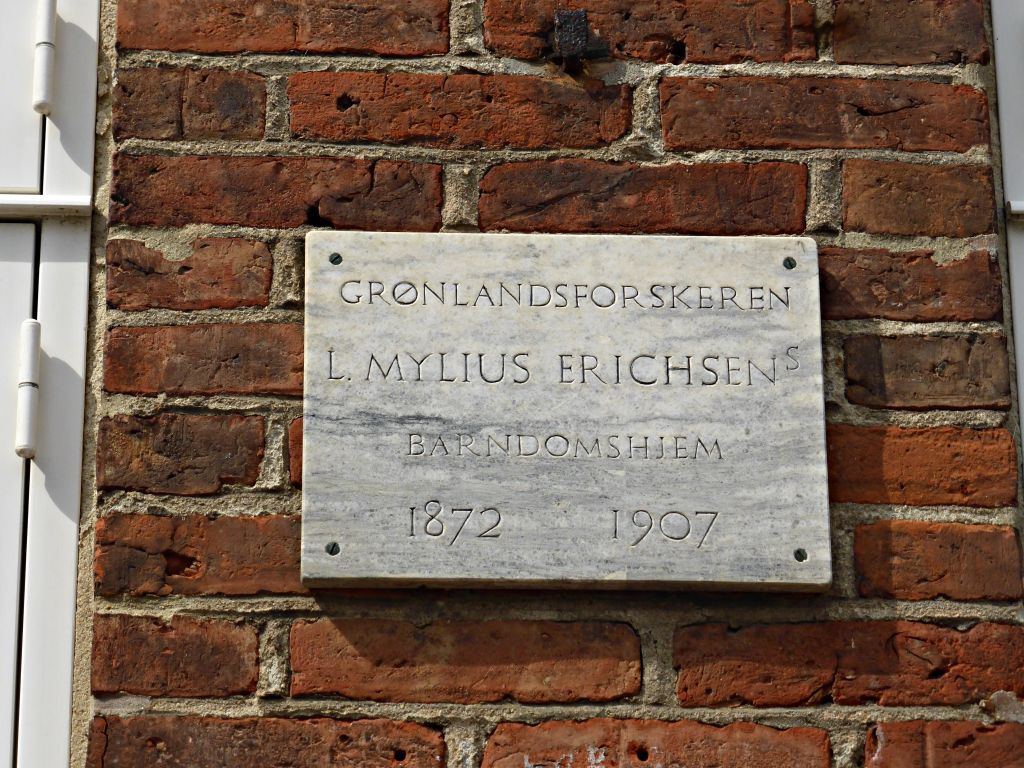 GRØNLANDSFORSKEREN
L. MYLIUS ERICHSENS
BARNDOMSHJEM
1872 1907